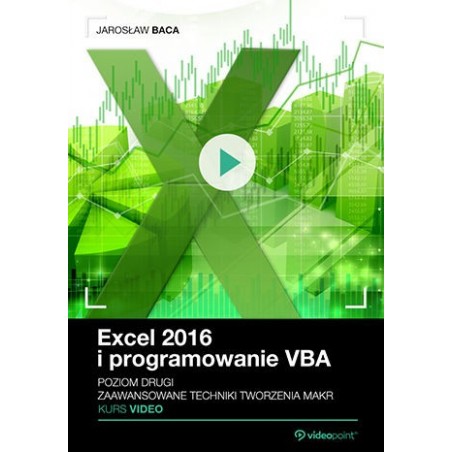 JAROSŁAW BACA
Excel 2016
i programowanie VBA
POZIOM DRUGI
ZAAWANSOWANE TECHNIKI TWORZENIA MAKR
KURS VIDEO
videopoint